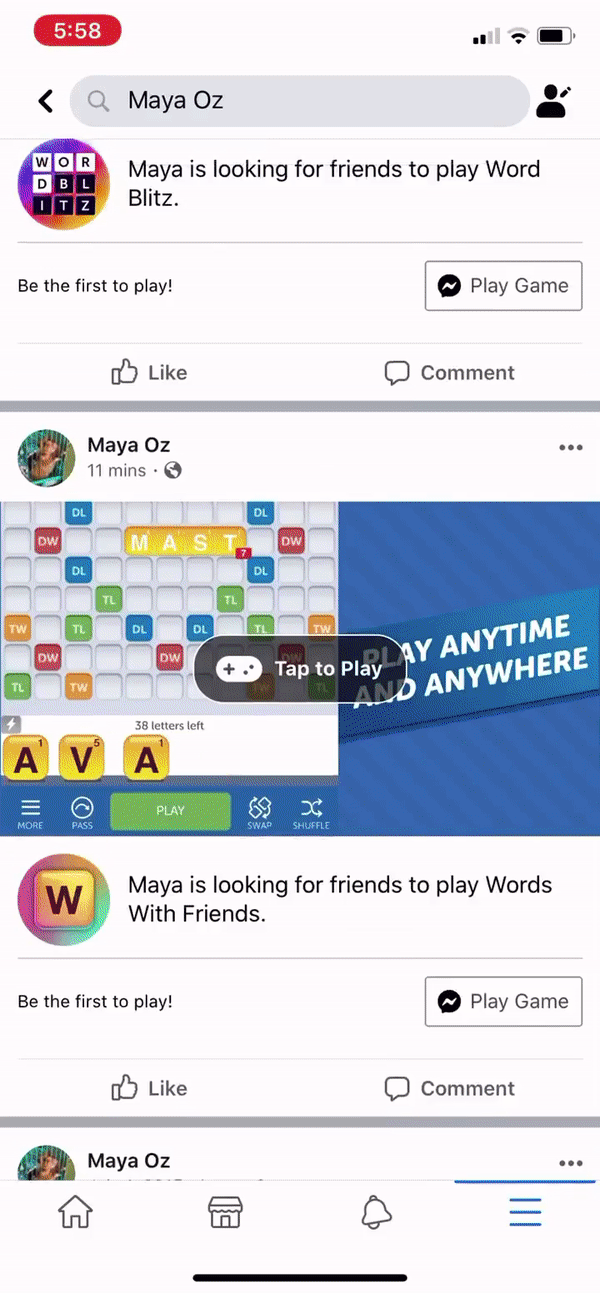 5:58
Maya Oz
W O R
D B L
I T Z
Maya is looking for friends to play Word
Blitz.
Be the first to play!
Play Game
Like
Comment
Maya Oz
11 mins ·
DL DL
DW M A S T 7 DW
DL DL
TL TL
TW TL DL DL TL TW
DW DW
TL TW
Tap to Play
PLAY ANYTIME
AND ANYWHERE
38 letters left
A 1 V 5 A 1
MORE PASS PLAY SWAP SHUFFLE
W
Maya is looking for friends to play Words
With Friends.
Be the first to play!
Play Game
Like
Comment
Maya Oz